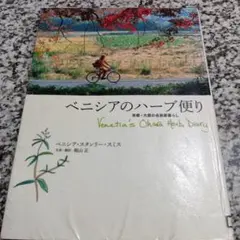 ベニシアのハーブ便り
京都・大原の古民家暮らし
Venetia's Ohara Herb Diary
ベニシア・スタンリー・スミス